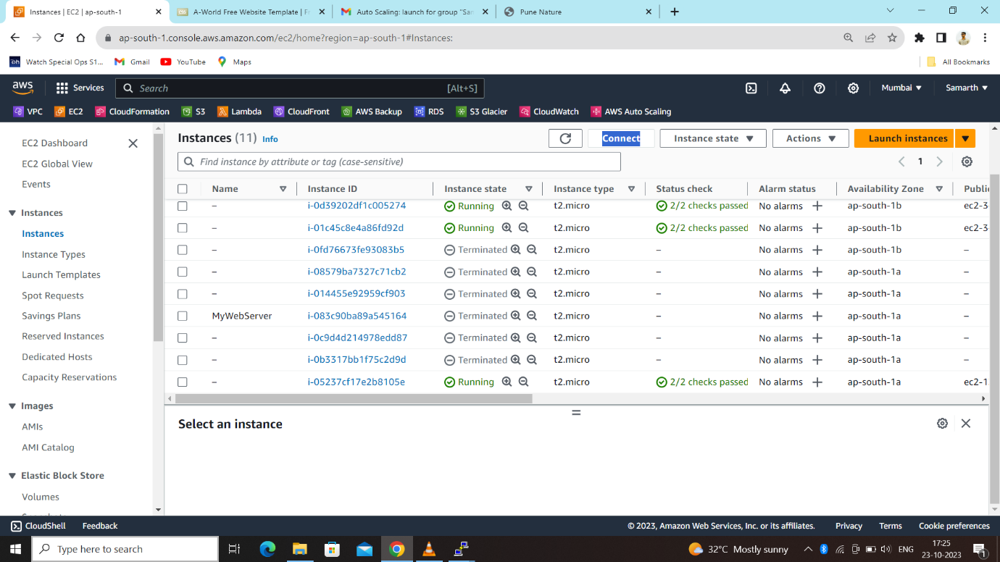 Instances | EC2 | ap-south-1
A-World Free Website Template | Fr
Auto Scaling: launch for group "San
Pune Nature
ap-south-1.console.aws.amazon.com/ec2/home?region=ap-south-1#Instances:
Watch Special Ops S1... Gmail YouTube Maps All Bookmarks
aws Services Search [Alt+S] Mumbai Samarth
VPC EC2 CloudFormation S3 Lambda CloudFront AWS Backup RDS S3 Glacier CloudWatch AWS Auto Scaling
EC2 Dashboard
EC2 Global View
Events
Instances
Instances
Instance Types
Launch Templates
Spot Requests
Savings Plans
Reserved Instances
Dedicated Hosts
Capacity Reservations
Images
AMIs
AMI Catalog
Elastic Block Store
Volumes
Instances (11) Info Connect Instance state Actions Launch instances
Find instance by attribute or tag (case-sensitive) 1
Name Instance ID Instance state Instance type Status check Alarm status Availability Zone Public
– i-0d39202df1c005274 Running t2.micro 2/2 checks passed No alarms + ap-south-1b ec2-3
– i-01c45c8e4a86fd92d Running t2.micro 2/2 checks passed No alarms + ap-south-1b ec2-3
– i-0fd76673fe93083b5 Terminated t2.micro – No alarms + ap-south-1b –
– i-08579ba7327c71cb2 Terminated t2.micro – No alarms + ap-south-1a –
– i-014455e92959cf903 Terminated t2.micro – No alarms + ap-south-1a –
MyWebServer i-083c90ba89a545164 Terminated t2.micro – No alarms + ap-south-1a –
– i-0c9d4d214978edd87 Terminated t2.micro – No alarms + ap-south-1a –
– i-0b3317bb1f75c2d9d Terminated t2.micro – No alarms + ap-south-1a –
– i-05237cf17e2b8105e Running t2.micro 2/2 checks passed No alarms + ap-south-1a ec2-1
Select an instance
CloudShell Feedback © 2023, Amazon Web Services, Inc. or its affiliates. Privacy Terms Cookie preferences
Type here to search 32°C Mostly sunny ENG
17:25
23-10-2023
1